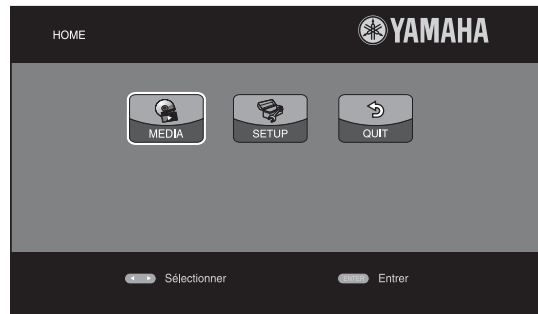 HOME
YAMAHA
MEDIA
SETUP
QUIT
Sélectionner
ENTER Entrer